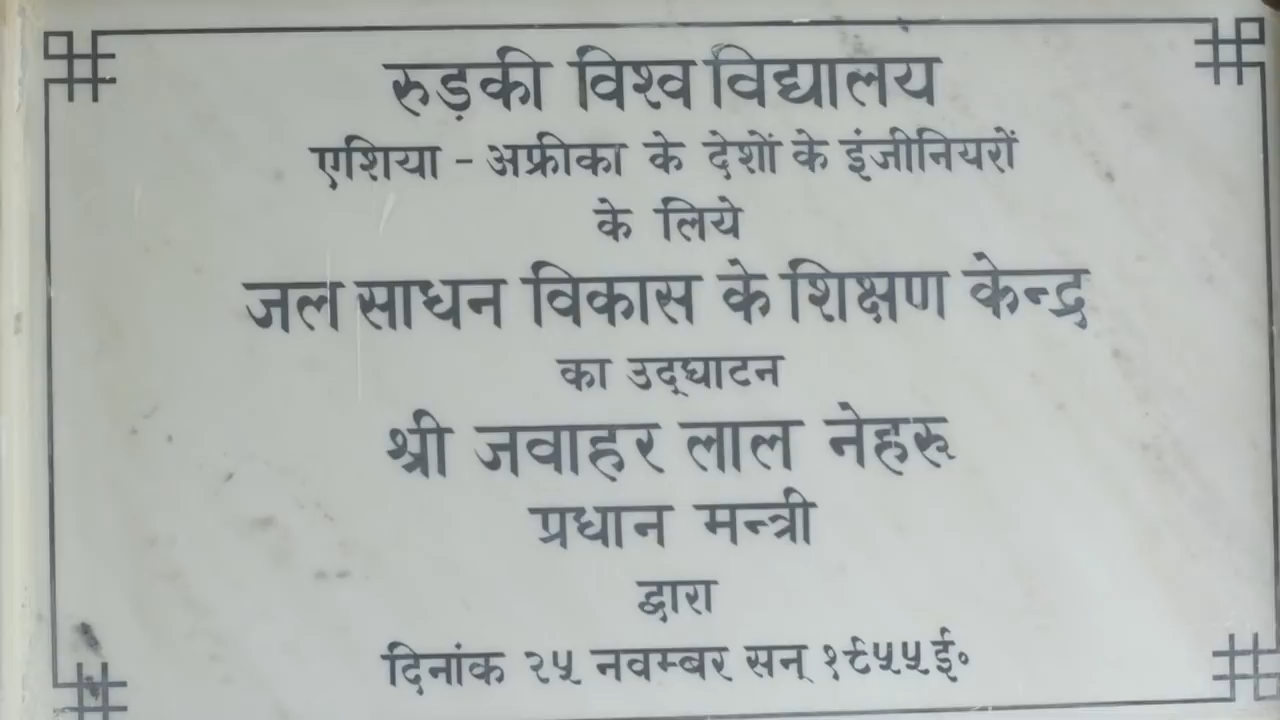 रुड़की विश्व विद्यालय
एशिया - अफ्रीका के देशों के इंजीनियरों
के लिये
जल साधन विकास के शिक्षण केन्द्र
का उद्‌घाटन
श्री जवाहर लाल नेहरू
प्रधान मन्त्री
द्वारा
दिनांक २५ नवम्बर सन् १९५५ ई०